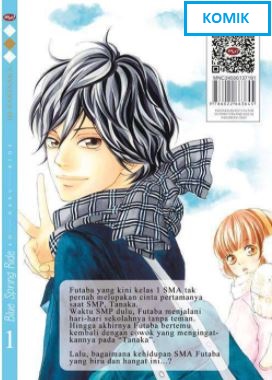 KOMIK
Blue Spring Ride
1
Futaba yang kini kelas 1 SMA tak
pernah melupakan cinta pertamanya
saat SMP, Tanaka.
Waktu SMP dulu, Futaba menjalani
hari-hari sekolahnya tanpa teman.
Hingga akhirnya Futaba bertemu
kembali dengan cowok yang mengingat-
kannya pada "Tanaka".
Lalu, bagaimana kehidupan SMA Futaba
yang biru dan hangat ini...?